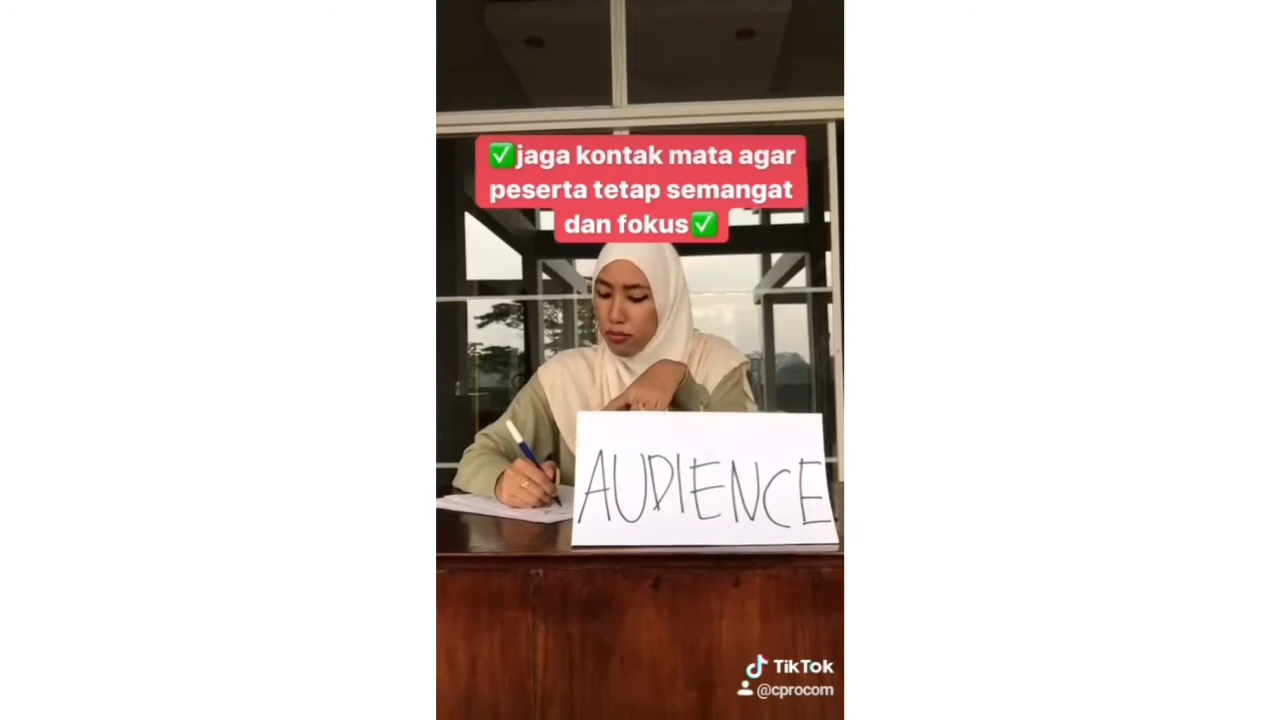 ✅jaga kontak mata agar
peserta tetap semangat
dan fokus✅
AUDIENCE
TikTok
@cprocom